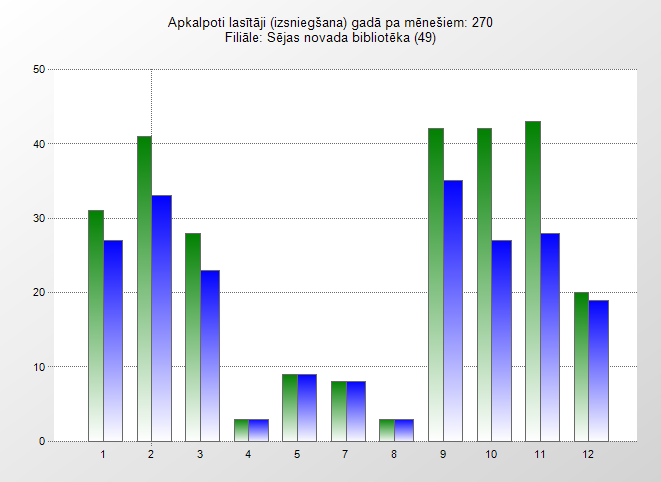 Apkalpoti lasītāji (izsniegšana) gadā pa mēnešiem: 270
Filiāle: Sējas novada bibliotēka (49)
50
40
30
20
10
0
1 2 3 4 5 7 8 9 10 11 12